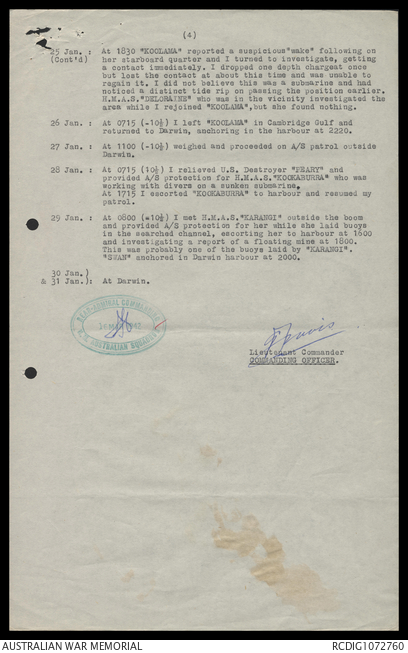 (4)
25 Jan. : At 1830 "KOOLAMA" reported a suspicious"wake" following on
(Cont'd) her starboard quarter and I turned to investigate, getting
a contact immediately. I dropped one depth chargeat once
but lost the contact at about this time and was unable to
regain it. I did not believe this was a submarine and had
noticed a distinct tide rip on passing the position earlier.
H.M.A.S."DELORAINE" who was in the vicinity investigated the
area while I rejoined "KOOLAMA",but she found nothing.
26 Jan. : At 0715 (-10½) I left "KOOLAMA" in Cambridge Gulf and
returned to Darwin, anchoring in the harbour at 2220.
27 Jan. : At 1100 (-10½) weighed and proceeded on A/S patrol outside
Darwin.
28 Jan. : At 0715 (10½) I relieved U.S. Destroyer "PEARY" and
provided A/S protection for H.M.A.S."KOOKABURRA" who was
working with divers on a sunken submarine.
At 1715 I escorted "KOOKABURRA" to harbour and resumed my
patrol.
29 Jan. : At 0800 (-10½) I met H.M.A.S."KARANGI" outside the boom
and provided A/S protection for her while she laid buoys
in the searched channel, escorting her to harbour at 1600
and investigating a report of a floating mine at 1800.
This was probably one of the buoys laid by "KARANGI".
"SWAN" anchored in Darwin harbour at 2000.
30 Jan.)
& 31 Jan.): At Darwin.
REAR-ADMIRAL COMMANDING
AUSTRALIAN SQUADRON
Lieutenant Commander
COMMANDING OFFICER.
AUSTRALIAN WAR MEMORIAL
RCDIG1072760